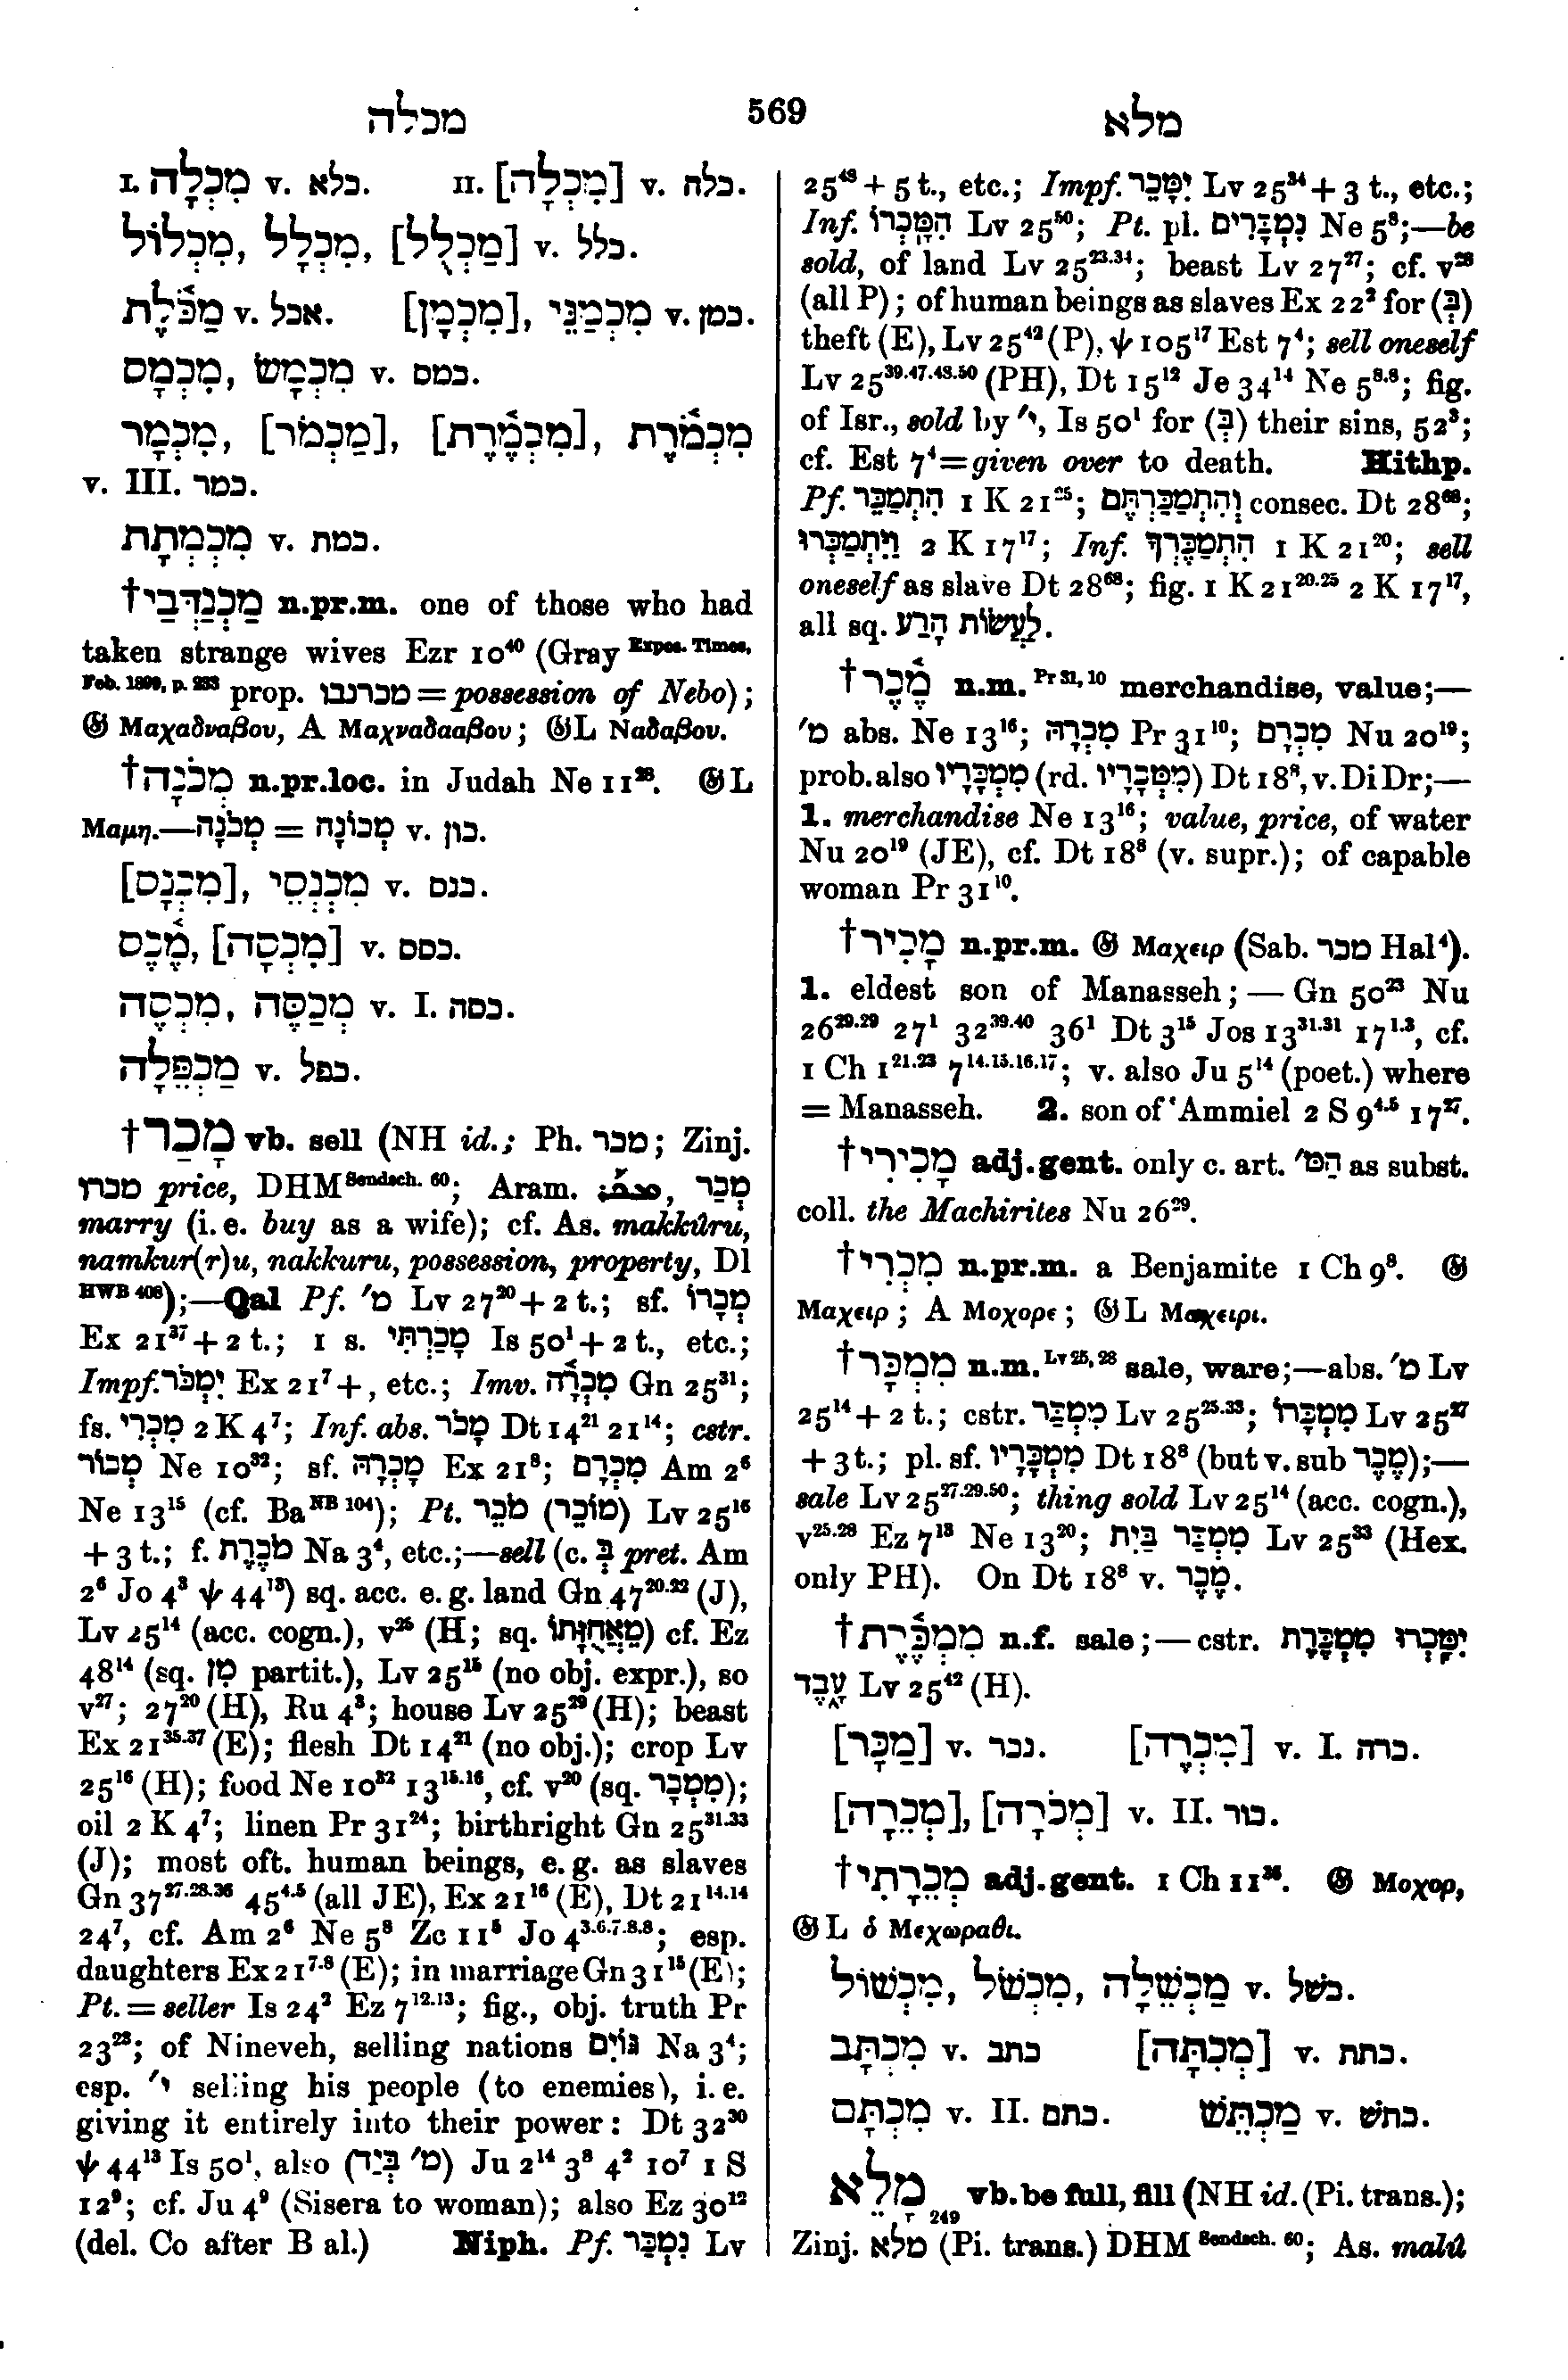 מכלה 569 מלא
I. מִכְלָה v. כלא. II. [מִכְלָה] v. כלה.
מִכְלוֹל, מִכְלָל, [מַכְלֻל] v. כלל.
מַכֹּלֶת v. אכל. [מִכְמָן], מִכְמַנֵּי v. כמן.
מִכְמָס, מִכְמָשׂ v. כמס.
מִכְמָר, [מַכְמֹר], [מִכְמֶרֶת], מִכְמֹרֶת
v. III. כמר.
מִכְמְתָת v. כמת.
† מַכְנַדְבַי n.pr.m. one of those who had
taken strange wives Ezr 10⁴⁰ (Gray Expos. Times,
Feb. 1899, p. 233 prop. מכרנבו = possession of Nebo);
𝔊 Μαχαδναβου, A Μαχναδααβου; 𝔊L Ναδαβου.
† מְכֹנָה n.pr.loc. in Judah Ne 11²⁸. 𝔊L
Μαμη.—מְכֹנָה = מְכוֹנָה v. כון.
[מִכְנָס], מִכְנְסֵי v. כנס.
מֶכֶס, [מִכְסָה] v. כסס.
מִכְסֶה, מְכַסֶּה v. I. כסה.
מַכְפֵּלָה v. כפל.
† מָכַר vb. sell (NH id.; Ph. מכר; Zinj.
מכרו price, DHM Sendsch. 60; Aram. ܡܟܰܪ, מְכַר
marry (i.e. buy as a wife); cf. As. makkûru,
namkur(r)u, nakkuru, possession, property, Dl
HWB 408);—Qal Pf. מ׳ Lv 27²⁰ + 2 t.; sf. מְכָרוֹ
Ex 21³⁷ + 2 t.; 1 s. מָכַרְתִּי Is 50¹ + 2 t., etc.;
Impf. יִמְכֹּר Ex 21⁷ +, etc.; Imv. מִכְרָה Gn 25³¹;
fs. מִכְרִי 2 K 4⁷; Inf. abs. מָכֹר Dt 14²¹ 21¹⁴; cstr.
מְכוֹר Ne 10³²; sf. מָכְרָהּ Ex 21⁸; מִכְרָם Am 2⁶
Ne 13¹⁵ (cf. Ba NB 104); Pt. מֹכֵר (מוֹכֵר) Lv 25¹⁶
+ 3 t.; f. מֹכֶרֶת Na 3⁴, etc.;—sell (c. בְּ pret. Am
2⁶ Jo 4³ ψ 44¹³) sq. acc. e.g. land Gn 47²⁰·²² (J),
Lv 25¹⁴ (acc. cogn.), v²⁵ (H; sq. מֵאֲחֻזָּתוֹ) cf. Ez
48¹⁴ (sq. מִן partit.), Lv 25¹⁵ (no obj. expr.), so
v²⁷; 27²⁰ (H), Ru 4³; house Lv 25²⁹ (H); beast
Ex 21³⁵·³⁷ (E); flesh Dt 14²¹ (no obj.); crop Lv
25¹⁶ (H); food Ne 10³² 13¹⁵·¹⁶, cf. v²⁰ (sq. מִמְכָּר);
oil 2 K 4⁷; linen Pr 31²⁴; birthright Gn 25³¹·³³
(J); most oft. human beings, e.g. as slaves
Gn 37²⁷·²⁸·³⁶ 45⁴·⁵ (all JE), Ex 21¹⁶ (E), Dt 21¹⁴·¹⁴
24⁷, cf. Am 2⁶ Ne 5⁸ Zc 11⁵ Jo 4³·⁶·⁷·⁸·⁸; esp.
daughters Ex 21⁷·⁸ (E); in marriage Gn 31¹⁵ (E);
Pt. = seller Is 24² Ez 7¹²·¹³; fig., obj. truth Pr
23²³; of Nineveh, selling nations גּוֹיִם Na 3⁴;
esp. י׳ selling his people (to enemies), i.e.
giving it entirely into their power: Dt 32³⁰
ψ 44¹³ Is 50¹, also (מ׳ בְּיַד) Ju 2¹⁴ 3⁸ 4² 10⁷ 1 S
12⁹; cf. Ju 4⁹ (Sisera to woman); also Ez 30¹²
(del. Co after B al.) Niph. Pf. נִמְכַּר Lv
25⁴⁸ + 5 t., etc.; Impf. יִמָּכֵר Lv 25³⁴ + 3 t., etc.;
Inf. הִמָּכְרוֹ Lv 25⁵⁰; Pt. pl. נִמְכָּרִים Ne 5⁸;—be
sold, of land Lv 25²³·³⁴; beast Lv 27²⁷; cf. v²⁸
(all P); of human beings as slaves Ex 22² for (בְּ)
theft (E), Lv 25⁴² (P), ψ 105¹⁷ Est 7⁴; sell oneself
Lv 25³⁹·⁴⁷·⁴⁸·⁵⁰ (PH), Dt 15¹² Je 34¹⁴ Ne 5⁸·⁸; fig.
of Isr., sold by י׳, Is 50¹ for (בְּ) their sins, 52³;
cf. Est 7⁴ = given over to death. Hithp.
Pf. הִתְמַכֵּר 1 K 21²⁵; וְהִתְמַכַּרְתֶּם consec. Dt 28⁶⁸;
וַיִּתְמַכְּרוּ 2 K 17¹⁷; Inf. הִתְמַכֶּרְךָ 1 K 21²⁰; sell
oneself as slave Dt 28⁶⁸; fig. 1 K 21²⁰·²⁵ 2 K 17¹⁷,
all sq. לַעֲשׂוֹת הָרַע.
† מֶכֶר n.m. Pr 31, 10 merchandise, value;—
מ׳ abs. Ne 13¹⁶; מִכְרָהּ Pr 31¹⁰; מִכְרָם Nu 20¹⁹;
prob. also מִמְכָּרָיו (rd. מִמְּכָרָיו) Dt 18⁸, v. Di Dr;—
1. merchandise Ne 13¹⁶; value, price, of water
Nu 20¹⁹ (JE), cf. Dt 18⁸ (v. supr.); of capable
woman Pr 31¹⁰.
† מָכִיר n.pr.m. 𝔊 Μαχειρ (Sab. מכר Hal⁴).
1. eldest son of Manasseh;—Gn 50²³ Nu
26²⁹·²⁹ 27¹ 32³⁹·⁴⁰ 36¹ Dt 3¹⁵ Jos 13³¹·³¹ 17¹·³, cf.
1 Ch 1²¹·²³ 7¹⁴·¹⁵·¹⁶·¹⁷; v. also Ju 5¹⁴ (poet.) where
= Manasseh. 2. son of ʿAmmiel 2 S 9⁴·⁵ 17²⁷.
† מָכִירִי adj.gent. only c. art. הַמּ׳ as subst.
coll. the Machirites Nu 26²⁹.
† מִכְרִי n.pr.m. a Benjamite 1 Ch 9⁸. 𝔊
Μαχειρ; A Μοχορε; 𝔊L Μαχειρι.
† מִמְכָּר n.m. Lv 25, 28 sale, ware;—abs. מ׳ Lv
25¹⁴ + 2 t.; cstr. מִמְכַּר Lv 25²⁵·³³; מִמְכָּרוֹ Lv 25²⁷
+ 3 t.; pl. sf. מִמְכָּרָיו Dt 18⁸ (but v. sub מֶכֶר);—
sale Lv 25²⁷·²⁹·⁵⁰; thing sold Lv 25¹⁴ (acc. cogn.),
v²⁵·²⁸ Ez 7¹³ Ne 13²⁰; מִמְכַּר בַּיִת Lv 25³³ (Hex.
only PH). On Dt 18⁸ v. מֶכֶר.
† מִמְכֶּרֶת n.f. sale;—cstr. יִמָּכְרוּ מִמְכֶּרֶת
עָבֶד Lv 25⁴² (H).
[מַכָּר] v. נכר. [מִכְרֶה] v. I. כרה.
[מְכֵרָה], [מְכֹרָה] v. II. כור.
† מְכֵרָתִי adj.gent. 1 Ch 11³⁶. 𝔊 Μοχορ,
𝔊L ὁ Μεχωραθι.
מִכְשׁוֹל, מִכְשֹׁל, מַכְשֵׁלָה v. כשׁל.
מִכְתָּב v. כתב [מְכִתָּה] v. כתת.
מִכְתָּם v. II. כתם. מַכְתֵּשׁ v. כתשׁ.
מָלֵא 249 vb. be full, fill (NH id. (Pi. trans.);
Zinj. מלא (Pi. trans.) DHM Sendsch. 60; As. malû